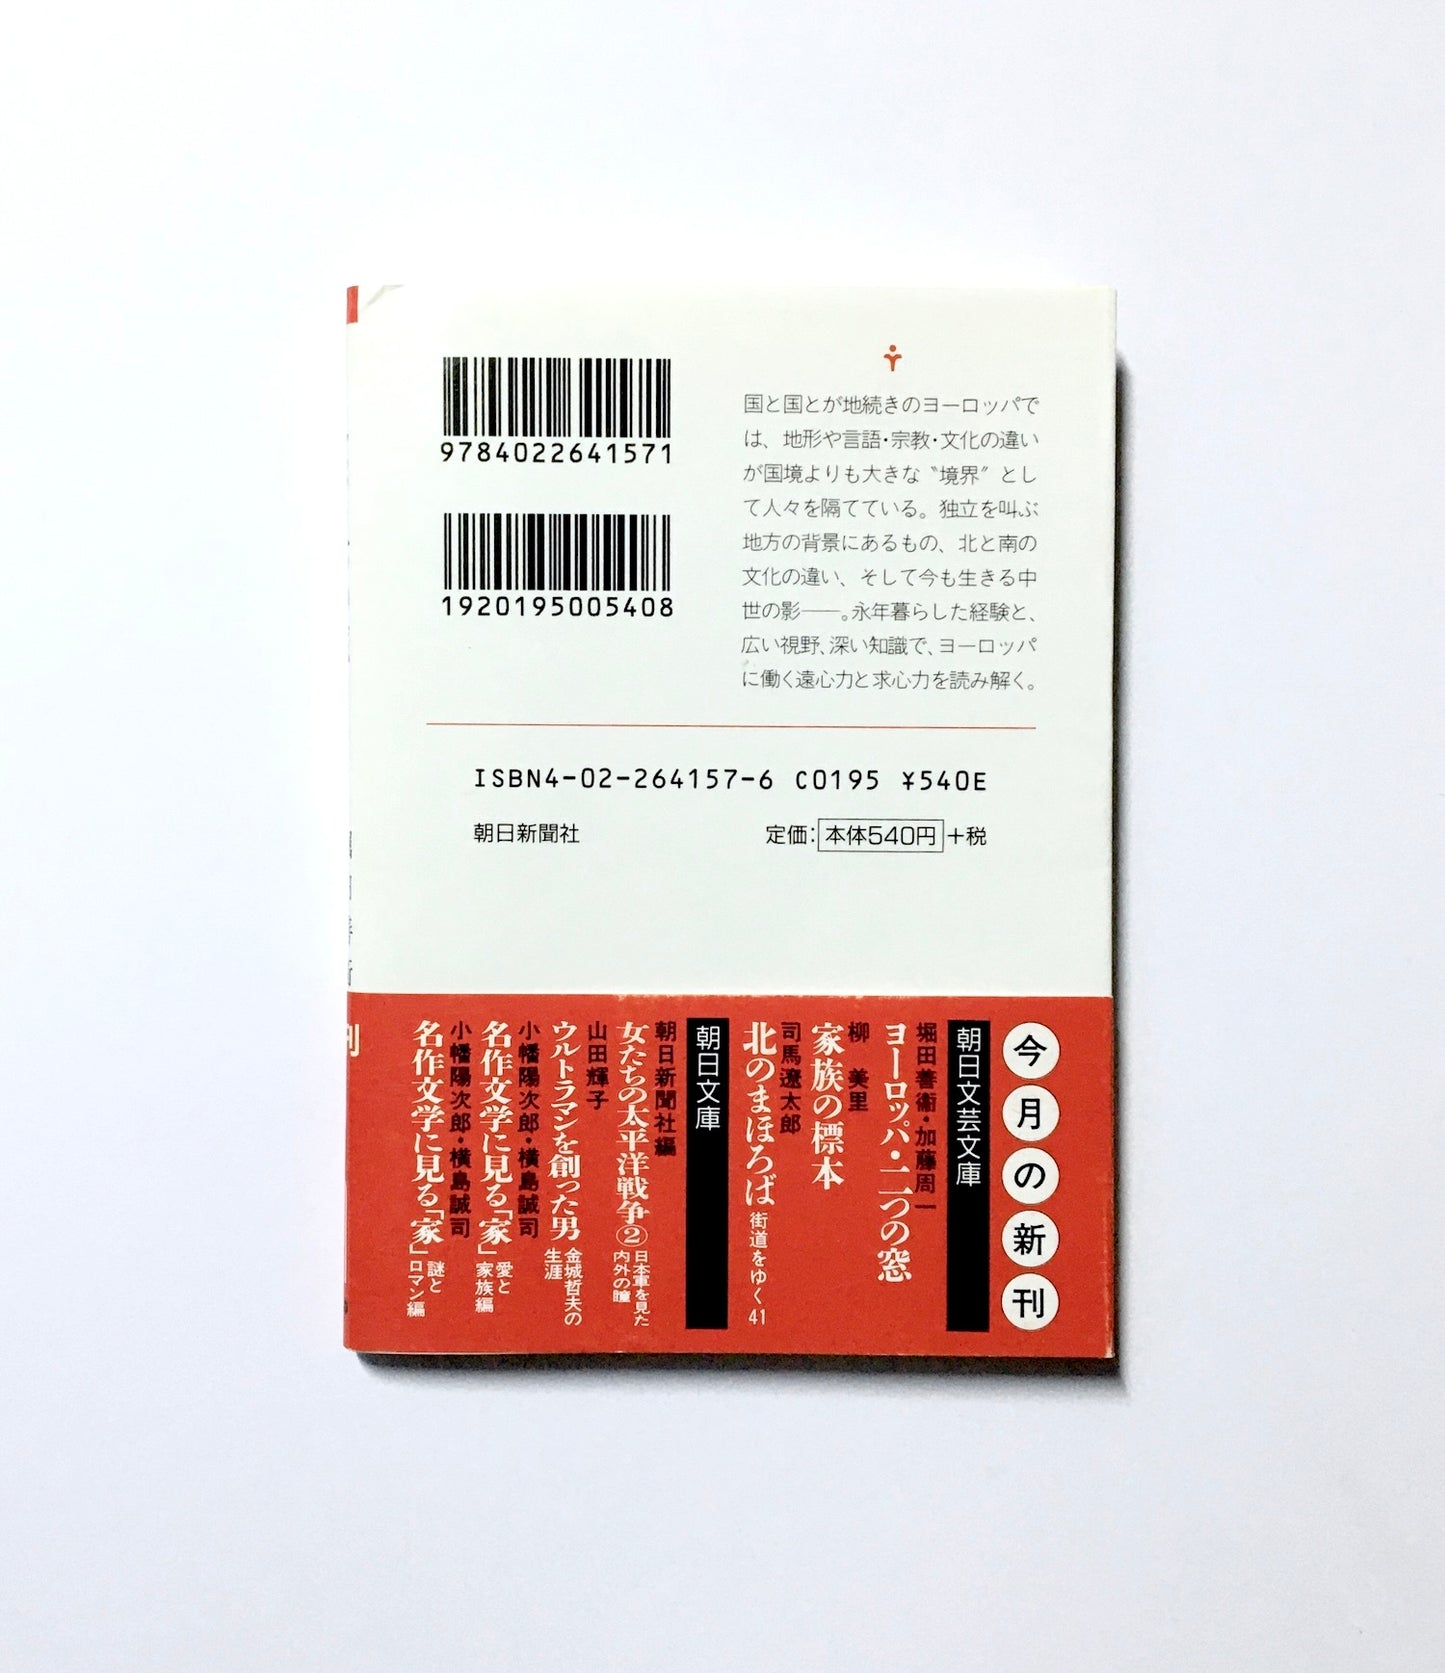 9784022641571
1920195005408
国と国とが地続きのヨーロッパで
は、地形や言語・宗教・文化の違い
が国境よりも大きな〝境界〟とし
て人々を隔てている。独立を叫ぶ
地方の背景にあるもの、北と南の
文化の違い、そして今も生きる中
世の影──。永年暮らした経験と、
広い視野、深い知識で、ヨーロッパ
に働く遠心力と求心力を読み解く。
ISBN4-02-264157-6 C0195 ¥540E
朝日新聞社
定価：本体540円＋税
今月の新刊
朝日文芸文庫
堀田善衞・加藤周一
ヨーロッパ・二つの窓
柳 美里
家族の標本
司馬遼太郎
北のまほろば 街道をゆく41
朝日文庫
朝日新聞社編
女たちの太平洋戦争② 日本軍を見た
内外の瞳
山田輝子
ウルトラマンを創った男 金城哲夫の
生涯
小幡陽次郎・横島誠司
名作文学に見る「家」 愛と
家族編
小幡陽次郎・横島誠司
名作文学に見る「家」 謎と
ロマン編
刊